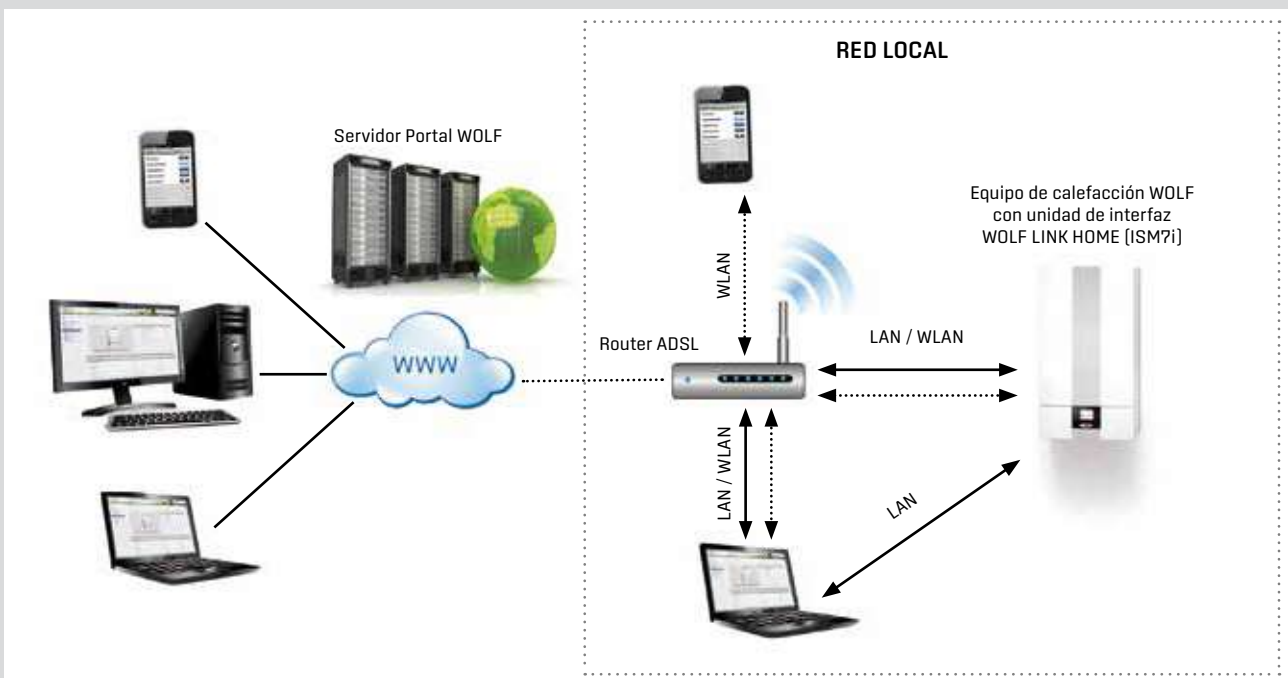 RED LOCAL
Servidor Portal WOLF
Equipo de calefacción WOLF
con unidad de interfaz
WOLF LINK HOME (ISM7i)
WLAN
Router ADSL
LAN / WLAN
WWW
LAN / WLAN
LAN